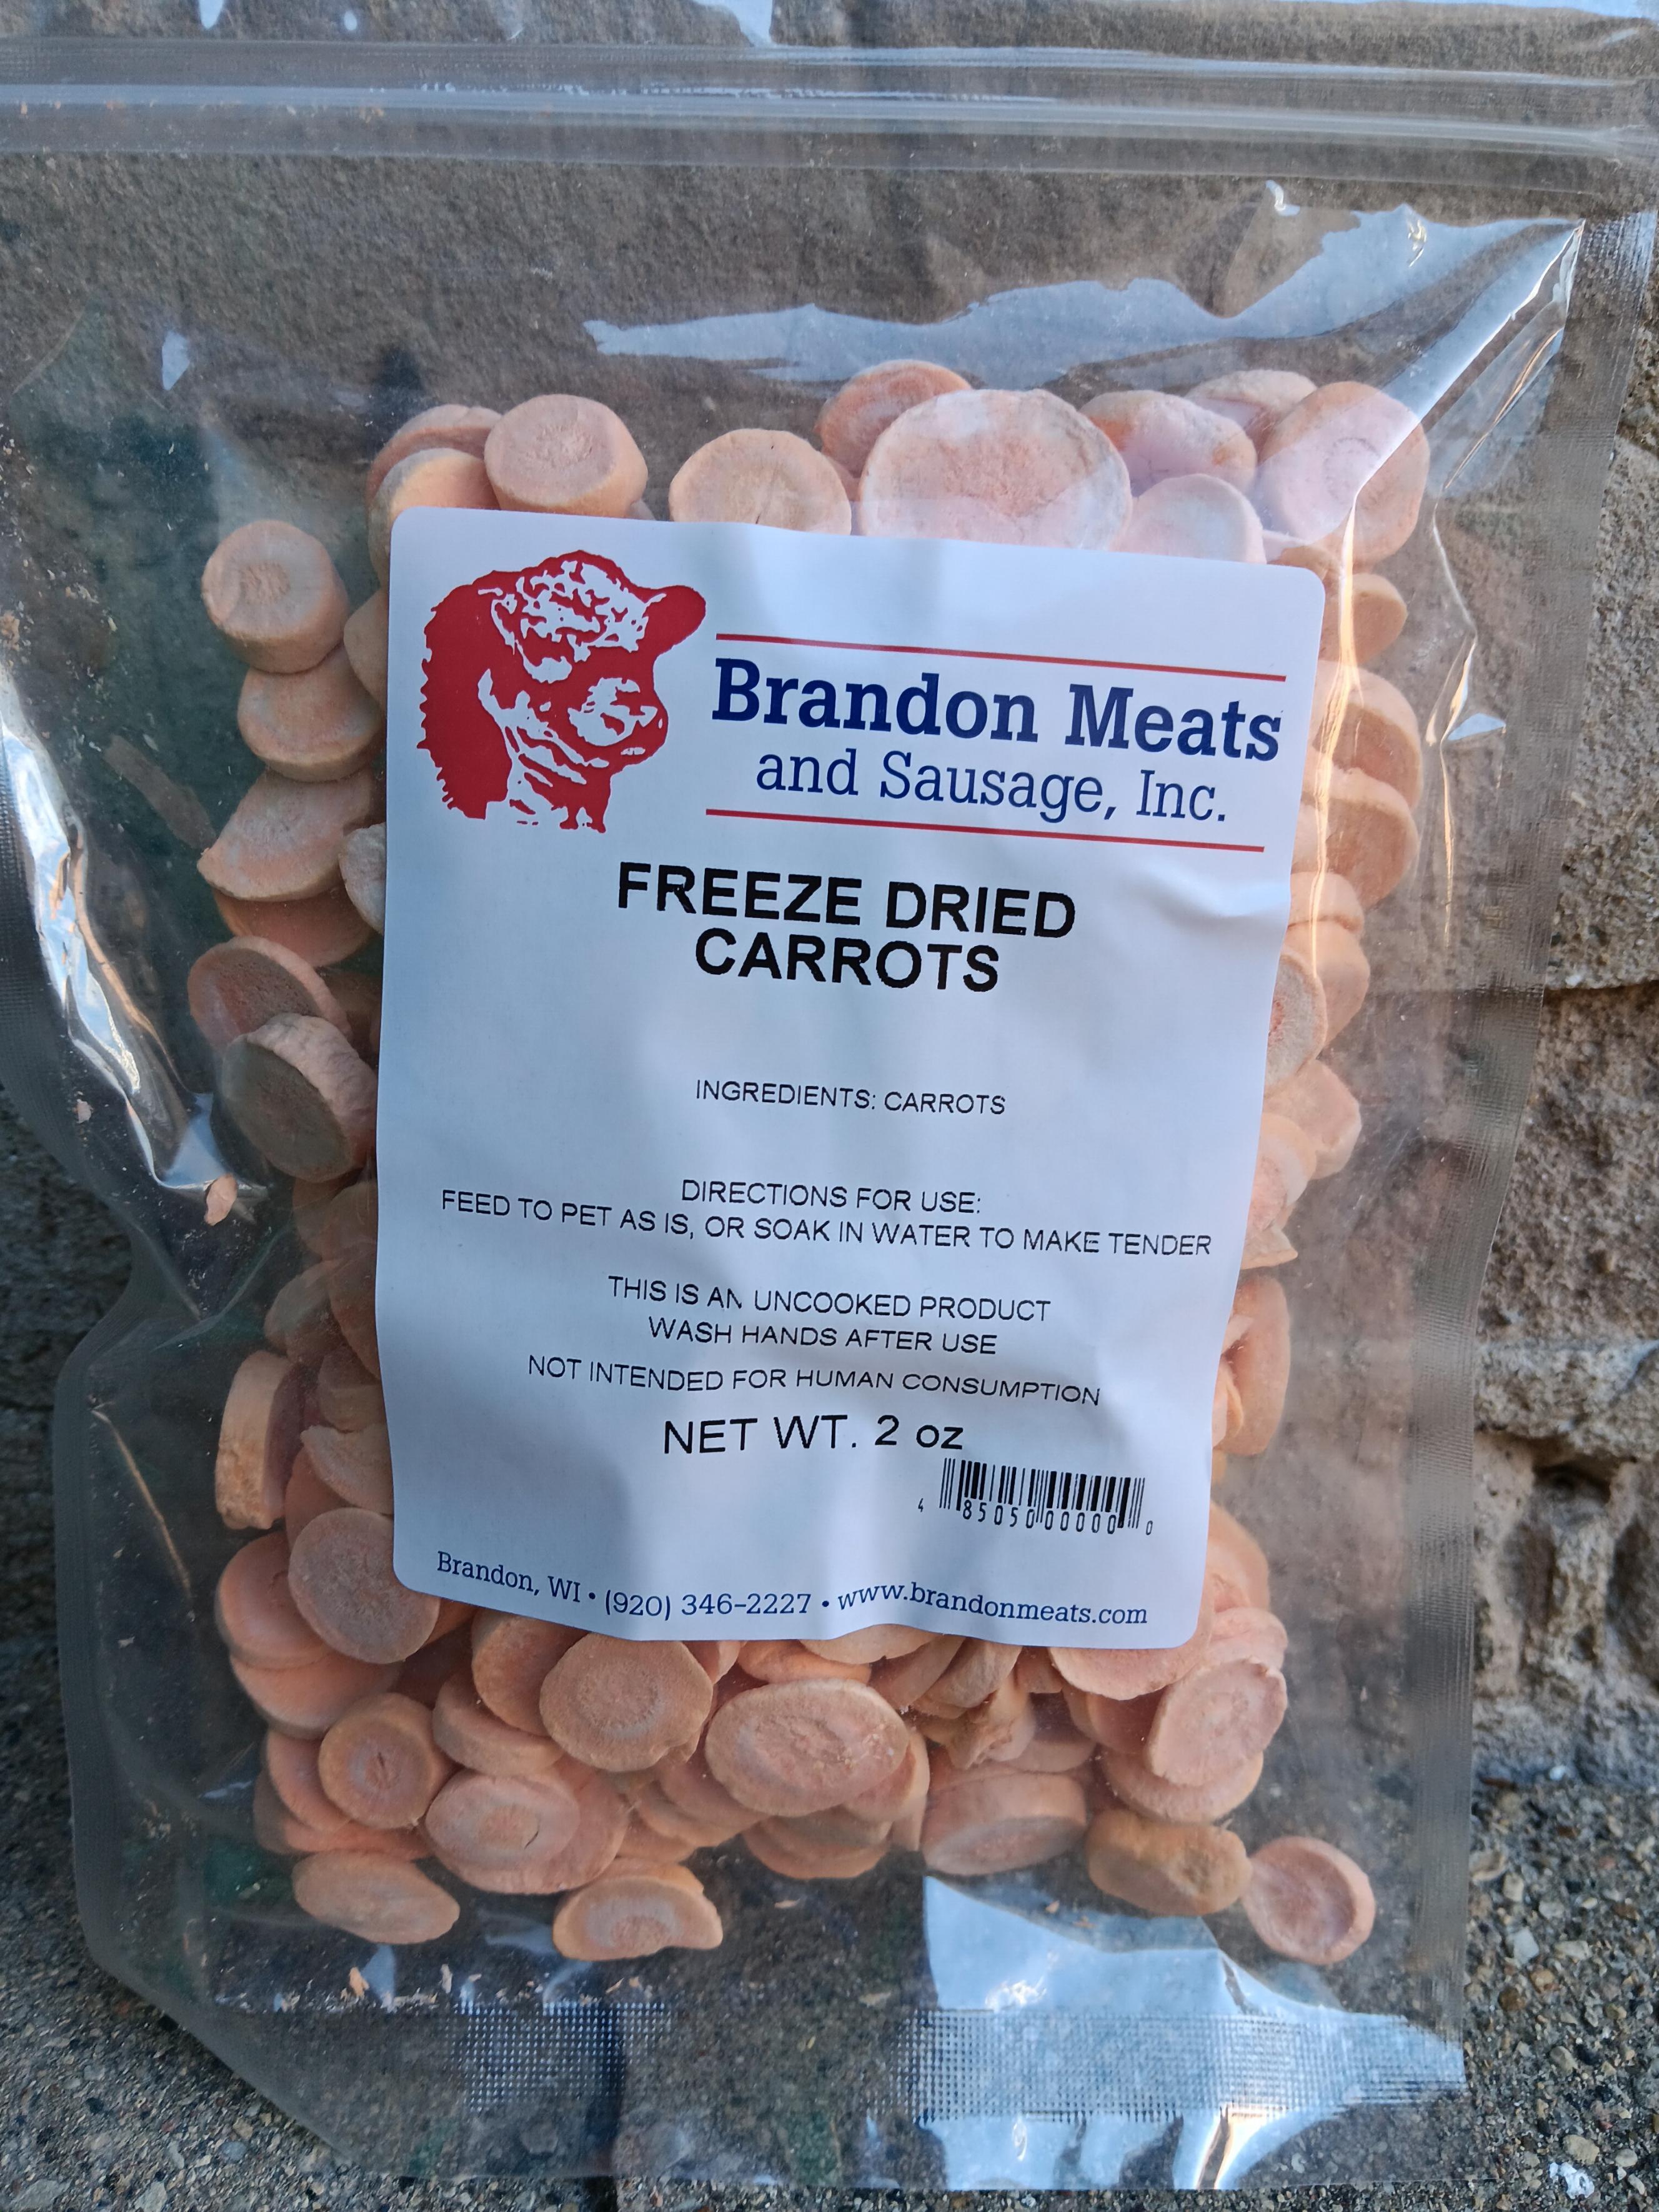 Brandon Meats
and Sausage, Inc.
FREEZE DRIED
CARROTS
INGREDIENTS: CARROTS
DIRECTIONS FOR USE:
FEED TO PET AS IS, OR SOAK IN WATER TO MAKE TENDER
THIS IS AN UNCOOKED PRODUCT
WASH HANDS AFTER USE
NOT INTENDED FOR HUMAN CONSUMPTION
NET WT. 2 oz
4 85050 00000 0
Brandon, WI • (920) 346-2227 • www.brandonmeats.com